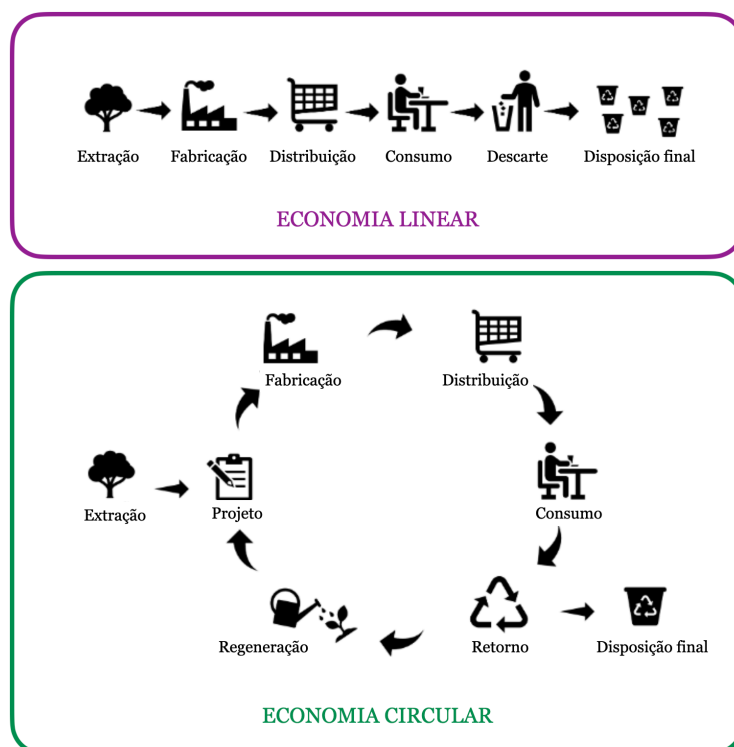 Extração
Fabricação
Distribuição
Consumo
Descarte
Disposição final
ECONOMIA LINEAR
Fabricação
Distribuição
Extração
Projeto
Consumo
Regeneração
Retorno
Disposição final
ECONOMIA CIRCULAR